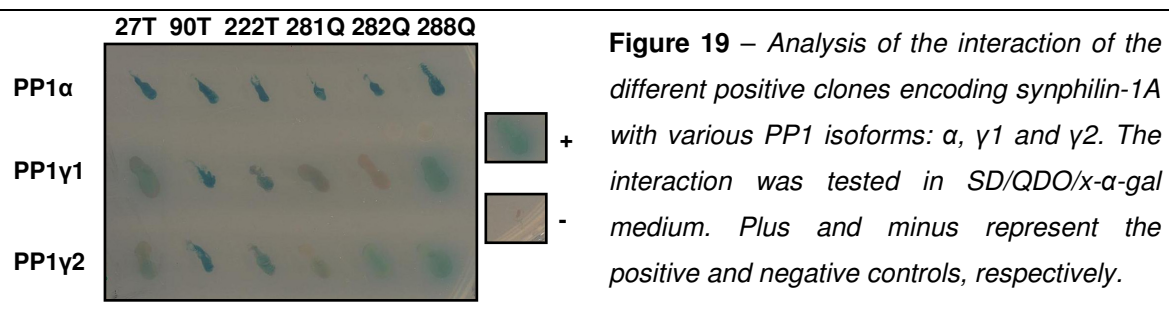 27T 90T 222T 281Q 282Q 288Q
PP1α
PP1γ1
PP1γ2
+
-
Figure 19 – Analysis of the interaction of the
different positive clones encoding synphilin-1A
with various PP1 isoforms: α, γ1 and γ2. The
interaction was tested in SD/QDO/x-α-gal
medium. Plus and minus represent the
positive and negative controls, respectively.